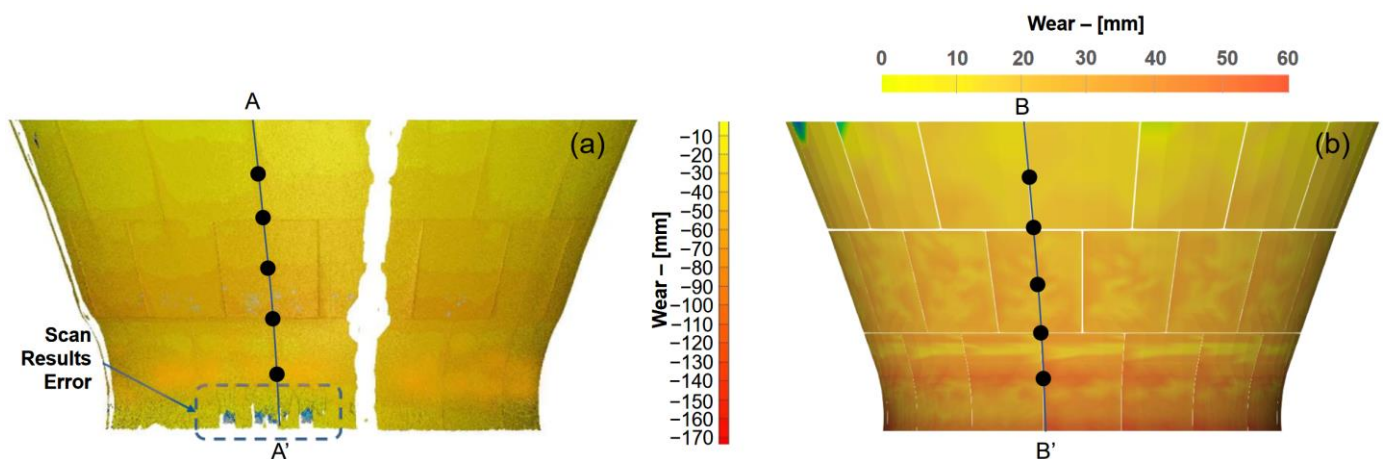 Wear – [mm]
0 10 20 30 40 50 60
A
B
(a)
(b)
−10
−20
−30
−40
−50
−60
−70
−80
−90
−100
−110
−120
−130
−140
−150
−160
−170
Wear – [mm]
Scan
Results
Error
A'
B'